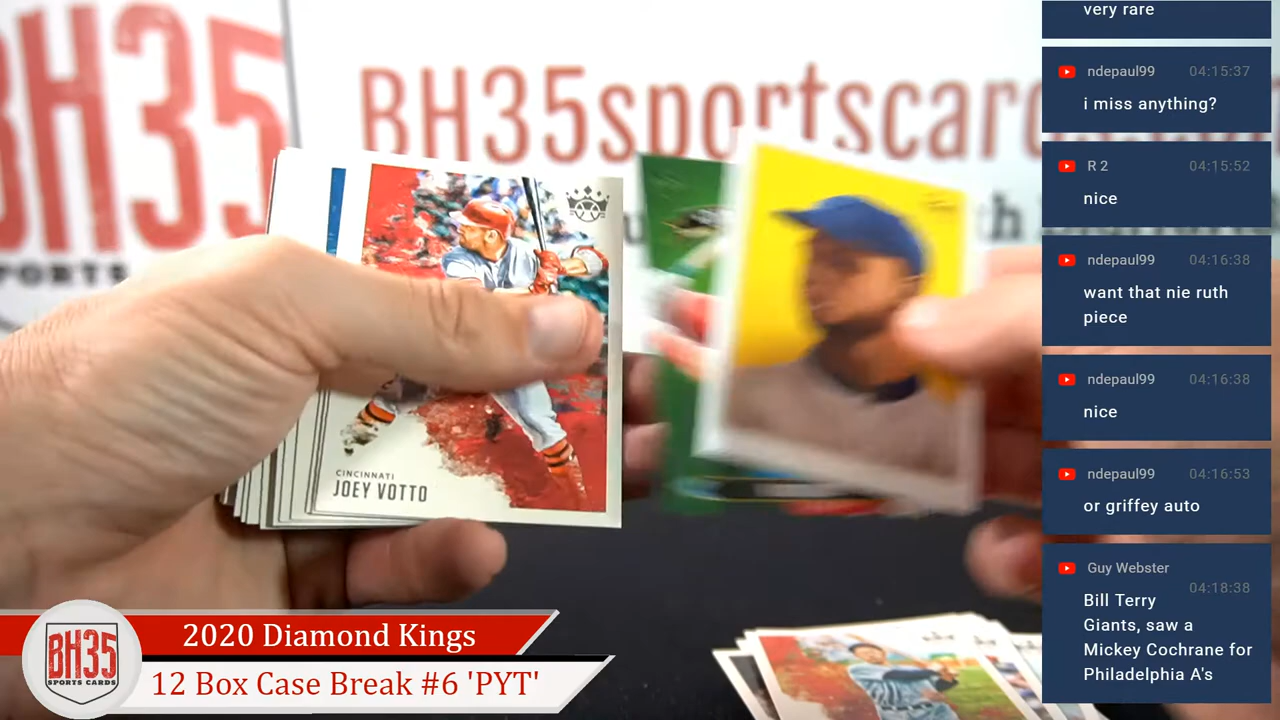 BH35
SPORTS
BH35sportscar
CINCINNATI
JOEY VOTTO
BH35
SPORTS CARDS
2020 Diamond Kings
12 Box Case Break #6 'PYT'
very rare
ndepaul99 04:15:37
i miss anything?
R 2 04:15:52
nice
ndepaul99 04:16:38
want that nie ruth
piece
ndepaul99 04:16:38
nice
ndepaul99 04:16:53
or griffey auto
Guy Webster
04:18:38
Bill Terry
Giants, saw a
Mickey Cochrane for
Philadelphia A's